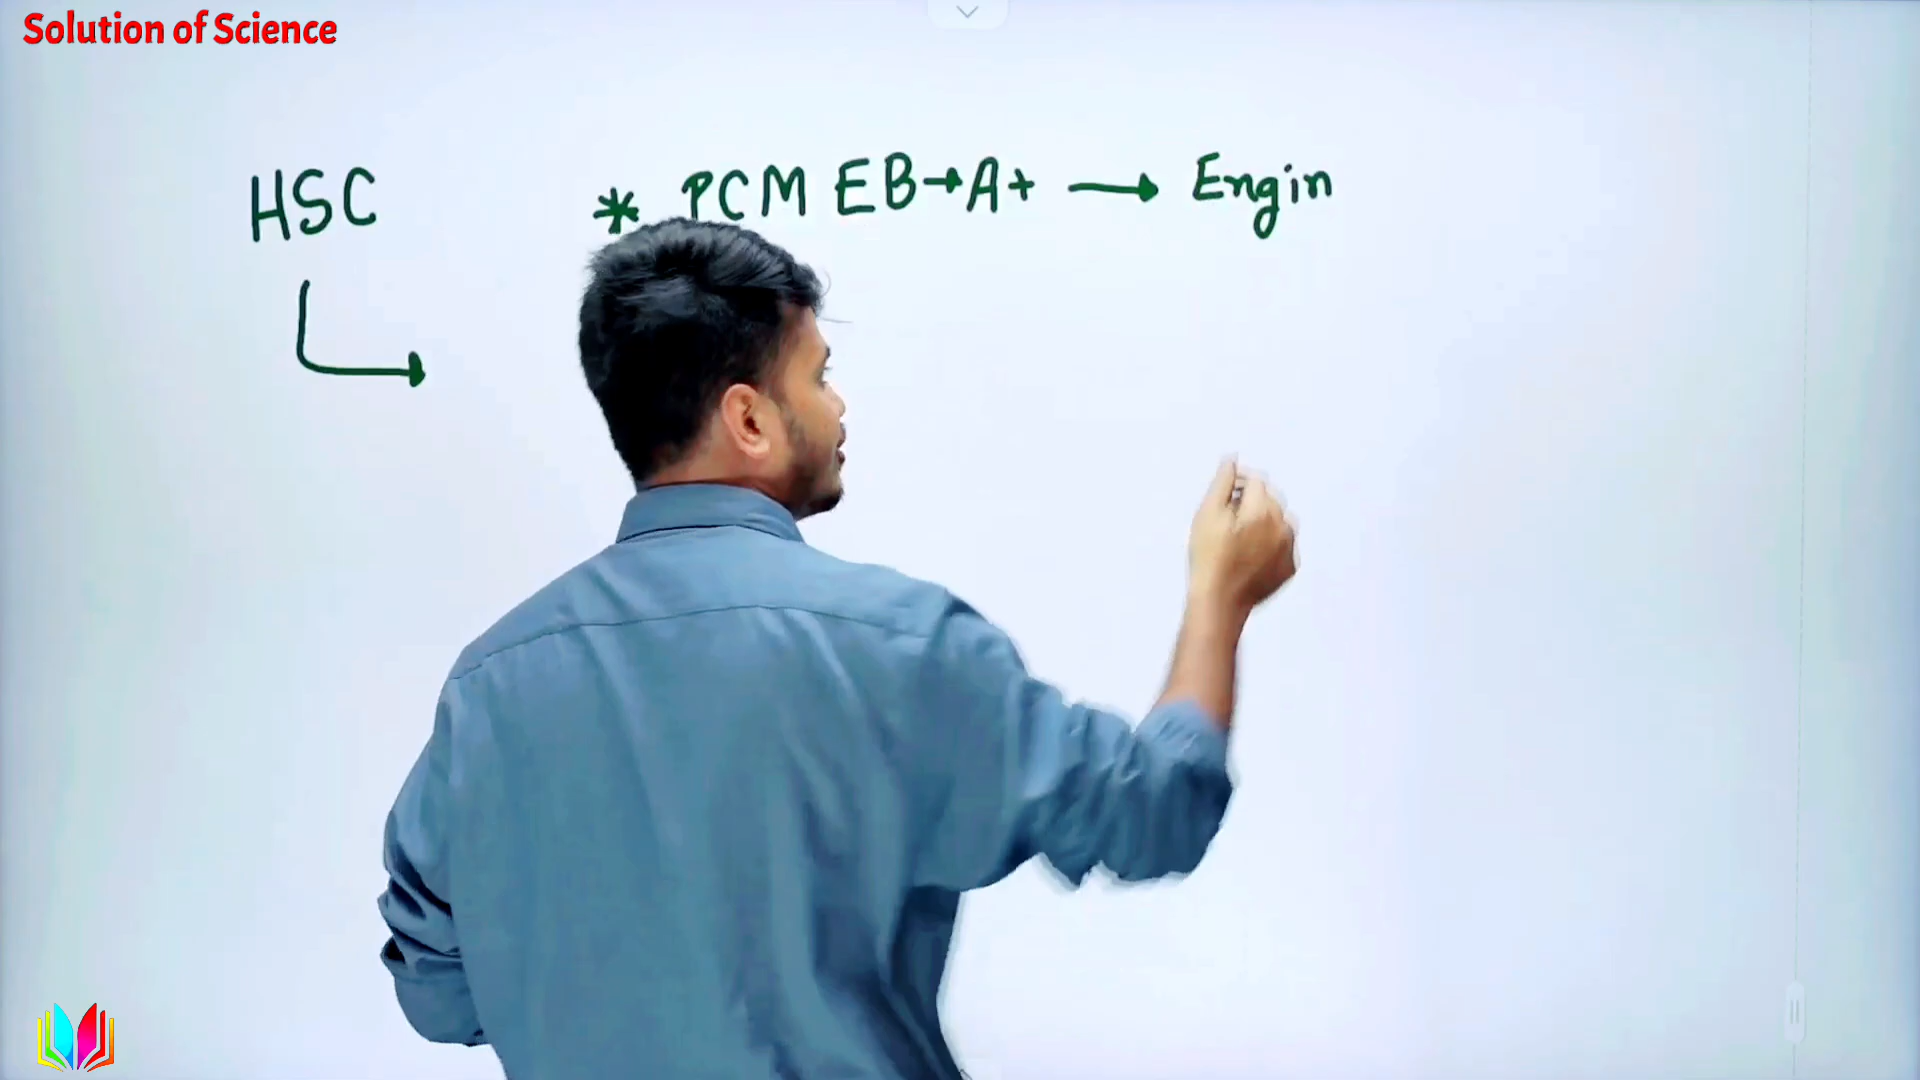 Solution of Science
HSC * PCM EB→A+ → Engin